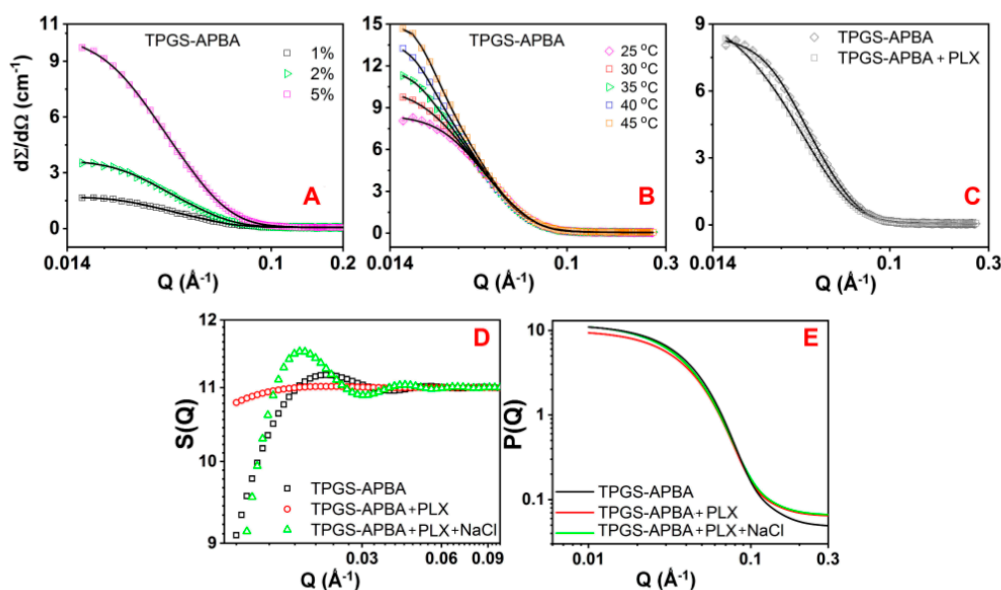 TPGS-APBA
1%
2%
5%
A
dΣ/dΩ (cm⁻¹)
11
9
6
3
0
0.014
0.1
0.2
Q (Å⁻¹)
TPGS-APBA
25 °C
30 °C
35 °C
40 °C
45 °C
B
15
12
9
6
3
0
0.014
0.1
0.3
Q (Å⁻¹)
TPGS-APBA
TPGS-APBA + PLX
C
9
6
3
0
0.014
0.1
0.3
Q (Å⁻¹)
D
S(Q)
12
11
10
9
TPGS-APBA
TPGS-APBA+PLX
TPGS-APBA+PLX+NaCl
0.03
0.06
0.09
Q (Å⁻¹)
E
P(Q)
10
1
0.1
TPGS-APBA
TPGS-APBA+PLX
TPGS-APBA+PLX+NaCl
0.01
0.1
0.3
Q (Å⁻¹)